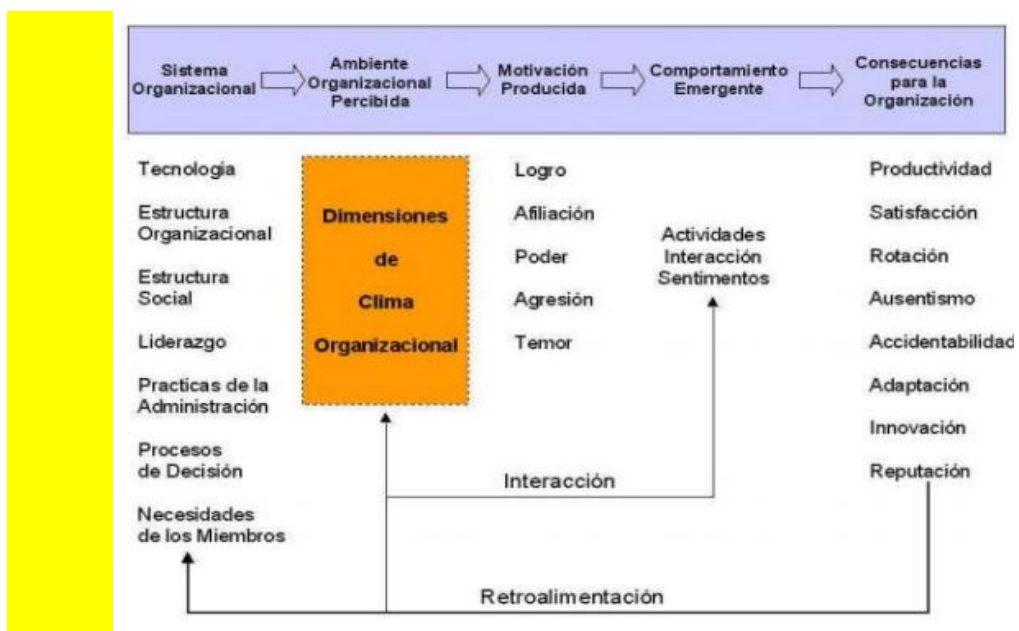 Sistema
Organizacional
Ambiente
Organizacional
Percibida
Motivación
Producida
Comportamiento
Emergente
Consecuencias
para la
Organización
Tecnología
Estructura
Organizacional
Estructura
Social
Liderazgo
Practicas de la
Administración
Procesos
de Decisión
Necesidades
de los Miembros
Dimensiones
de
Clima
Organizacional
Logro
Afiliación
Poder
Agresión
Temor
Actividades
Interacción
Sentimentos
Productividad
Satisfacción
Rotación
Ausentismo
Accidentabilidad
Adaptación
Innovación
Reputación
Interacción
Retroalimentación